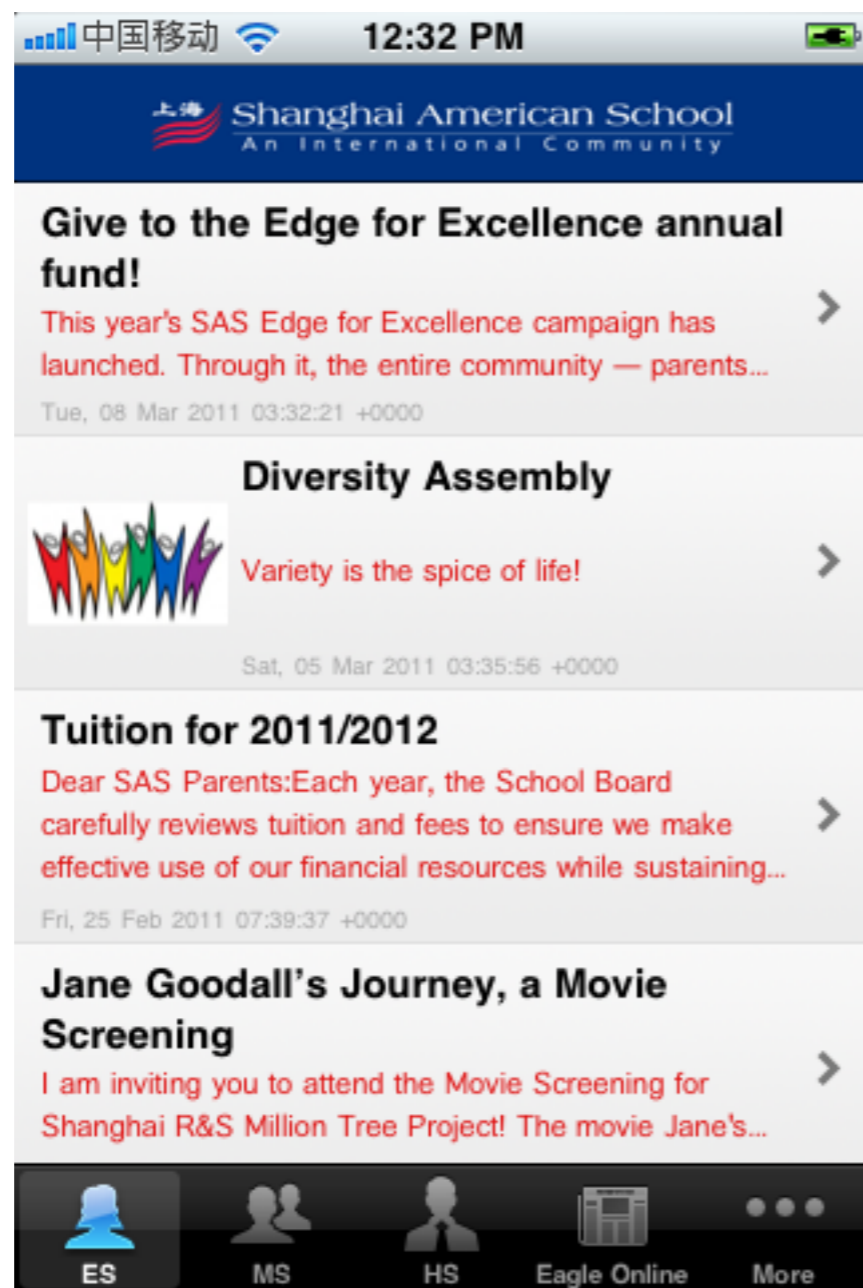 中国移动 12:32 PM
上海 Shanghai American School
An International Community
Give to the Edge for Excellence annual
fund!
This year's SAS Edge for Excellence campaign has
launched. Through it, the entire community — parents...
Tue, 08 Mar 2011 03:32:21 +0000
Diversity Assembly
Variety is the spice of life!
Sat, 05 Mar 2011 03:35:56 +0000
Tuition for 2011/2012
Dear SAS Parents:Each year, the School Board
carefully reviews tuition and fees to ensure we make
effective use of our financial resources while sustaining...
Fri, 25 Feb 2011 07:39:37 +0000
Jane Goodall’s Journey, a Movie
Screening
I am inviting you to attend the Movie Screening for
Shanghai R&S Million Tree Project! The movie Jane's...
ES MS HS Eagle Online More